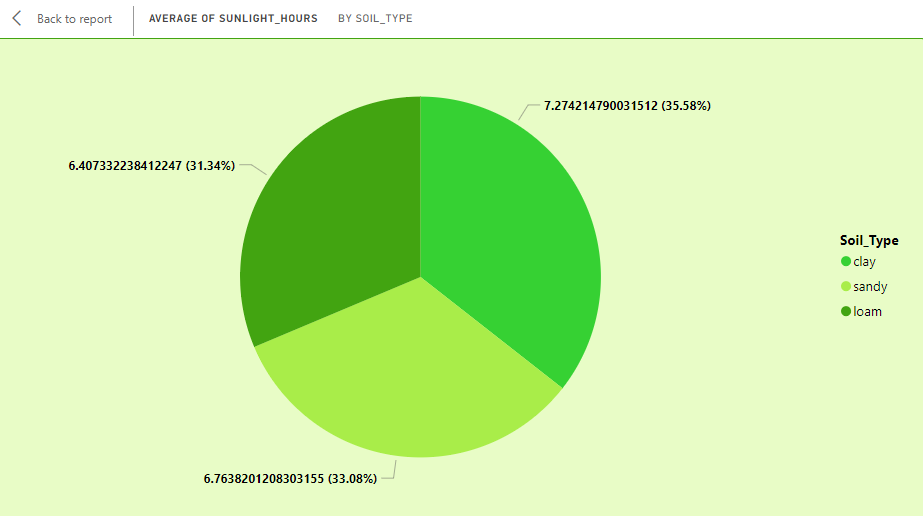 Back to report
AVERAGE OF SUNLIGHT_HOURS
BY SOIL_TYPE
7.274214790031512 (35.58%)
6.407332238412247 (31.34%)
6.7638201208303155 (33.08%)
Soil_Type
clay
sandy
loam